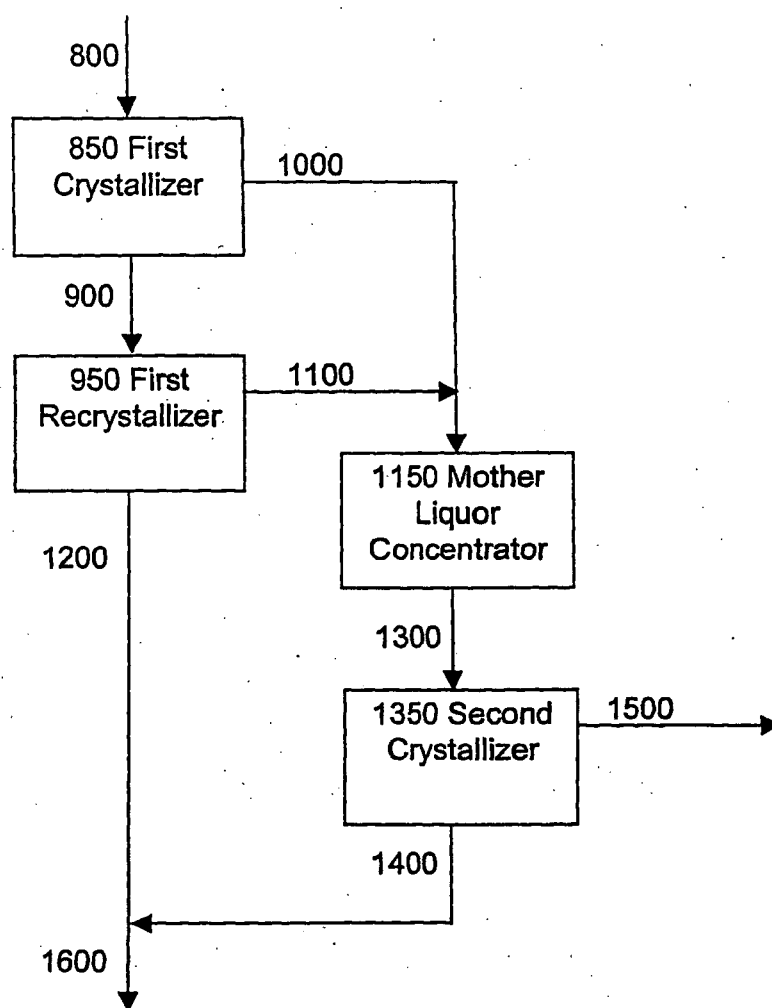 800
850 First
Crystallizer
1000
900
950 First
Recrystallizer
1100
1150 Mother
Liquor
Concentrator
1200
1300
1350 Second
Crystallizer
1500
1400
1600